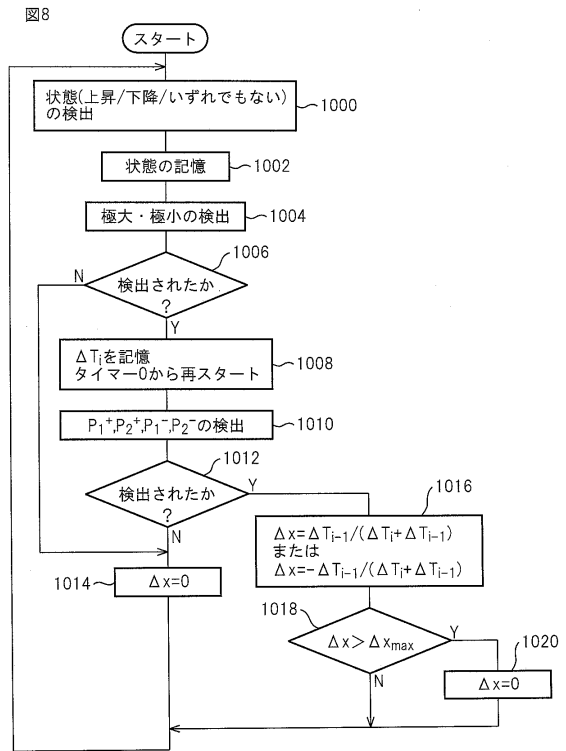 図8
スタート
状態(上昇/下降/いずれでもない)
の検出
1000
状態の記憶
1002
極大・極小の検出
1004
1006
N
検出されたか
?
Y
ΔTiを記憶
タイマー0から再スタート
1008
P1+,P2+,P1-,P2-の検出
1010
1012
検出されたか
?
Y
N
1014
Δx=0
1016
Δx=ΔTi-1/(ΔTi+ΔTi-1)
または
Δx=-ΔTi-1/(ΔTi+ΔTi-1)
1018
Δx>Δxmax
Y
N
1020
Δx=0